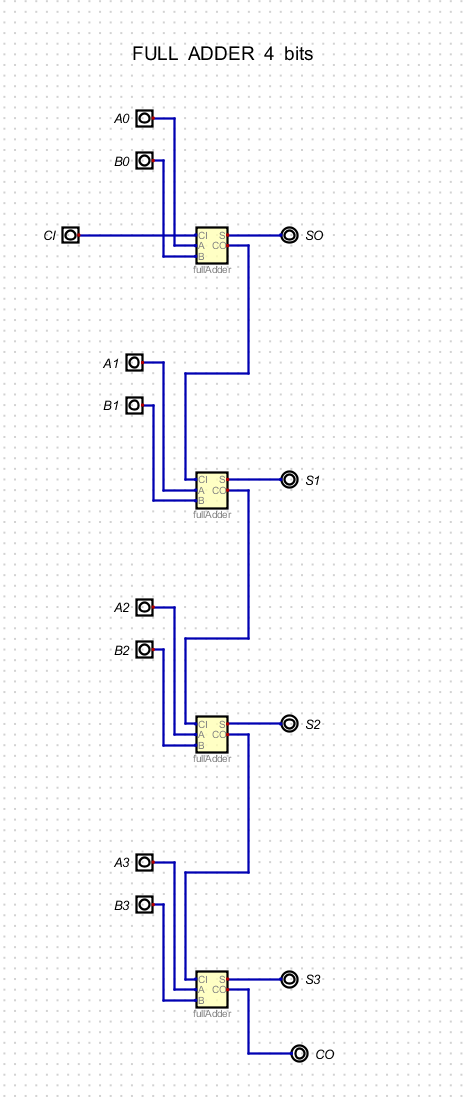 FULL ADDER 4 bits
A0
B0
CI
CI S
A CO
B
fullAdder
SO
A1
B1
CI S
A CO
B
fullAdder
S1
A2
B2
CI S
A CO
B
fullAdder
S2
A3
B3
CI S
A CO
B
fullAdder
S3
CO